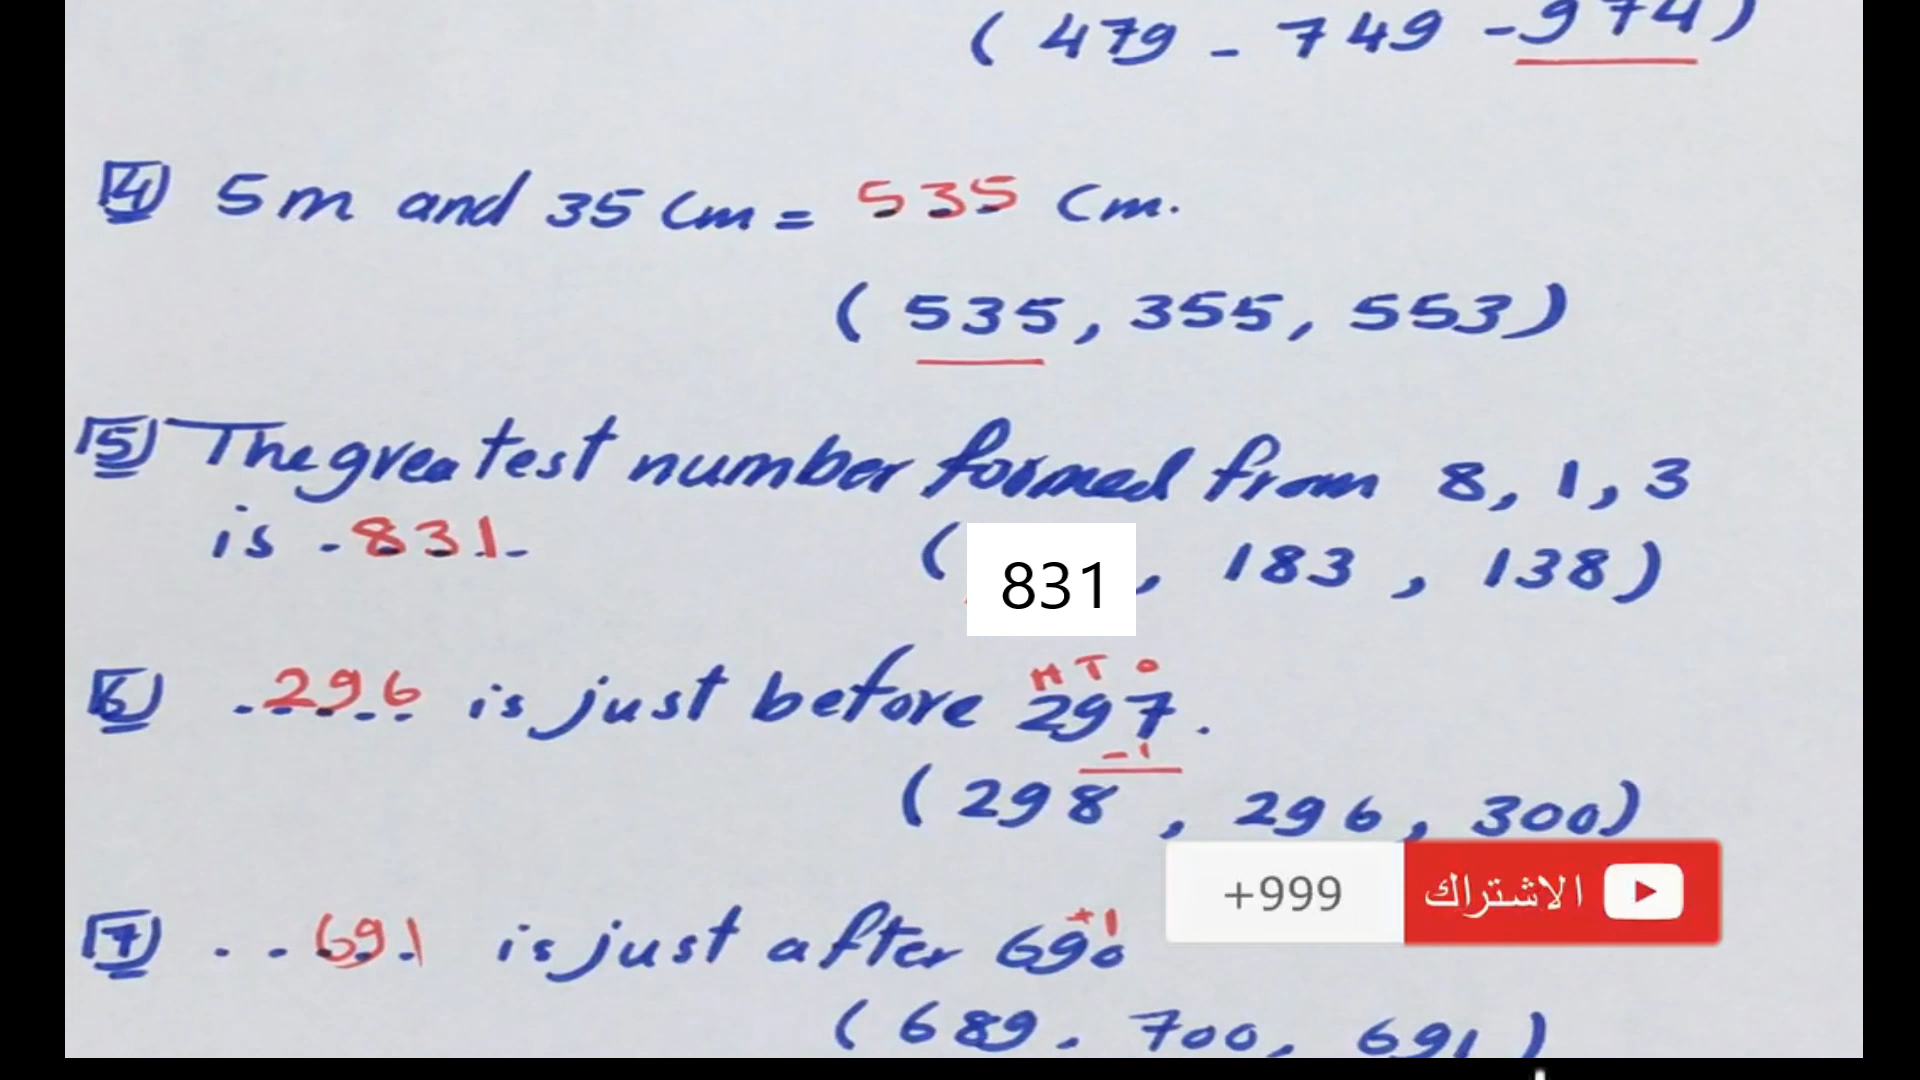 ( 479 - 749 - 974 )
4 5m and 35 Cm = 535 Cm.
( 535 , 355 , 553 )
5 The greatest number formed from 8, 1, 3
is 831
( 831 , 183 , 138 )
H T O
6 296 is just before 297.
-1
( 298 , 296 , 300 )
+999 الاشتراك
+1
7 691 is just after 690
( 689 . 700 , 691 )